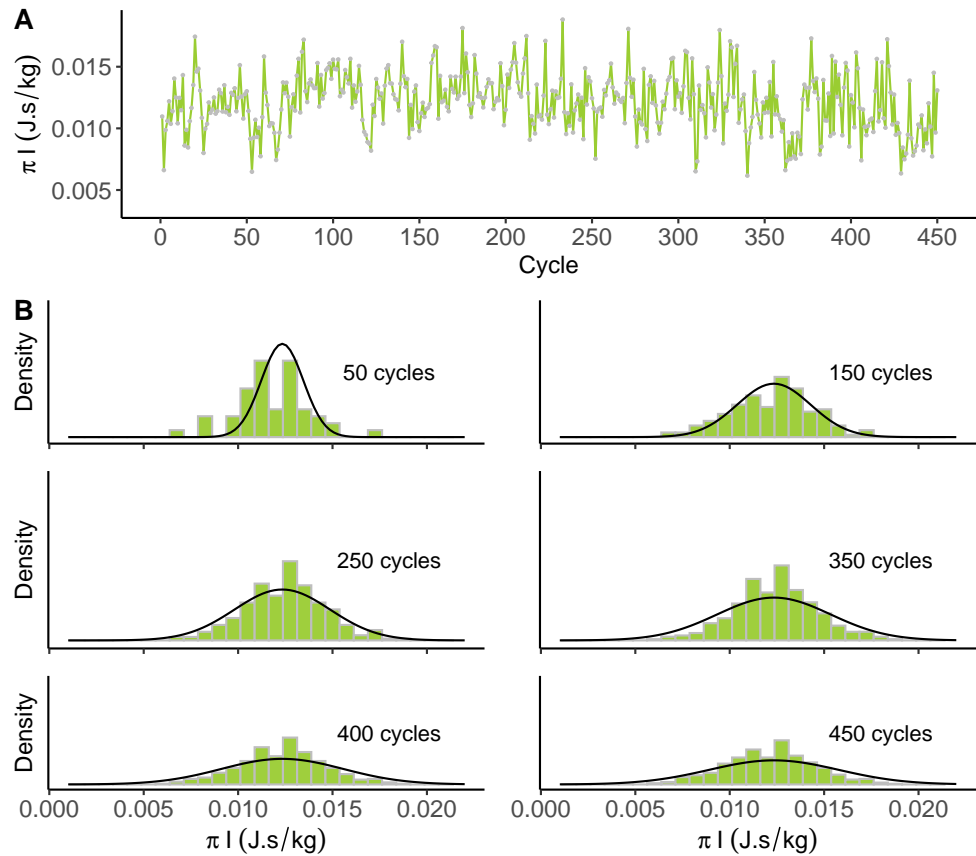 A
π I (J.s/kg)
0.015
0.010
0.005
0 50 100 150 200 250 300 350 400 450
Cycle
B
Density
50 cycles
150 cycles
Density
250 cycles
350 cycles
Density
400 cycles
450 cycles
0.000 0.005 0.010 0.015 0.020
0.000 0.005 0.010 0.015 0.020
π I (J.s/kg)
π I (J.s/kg)